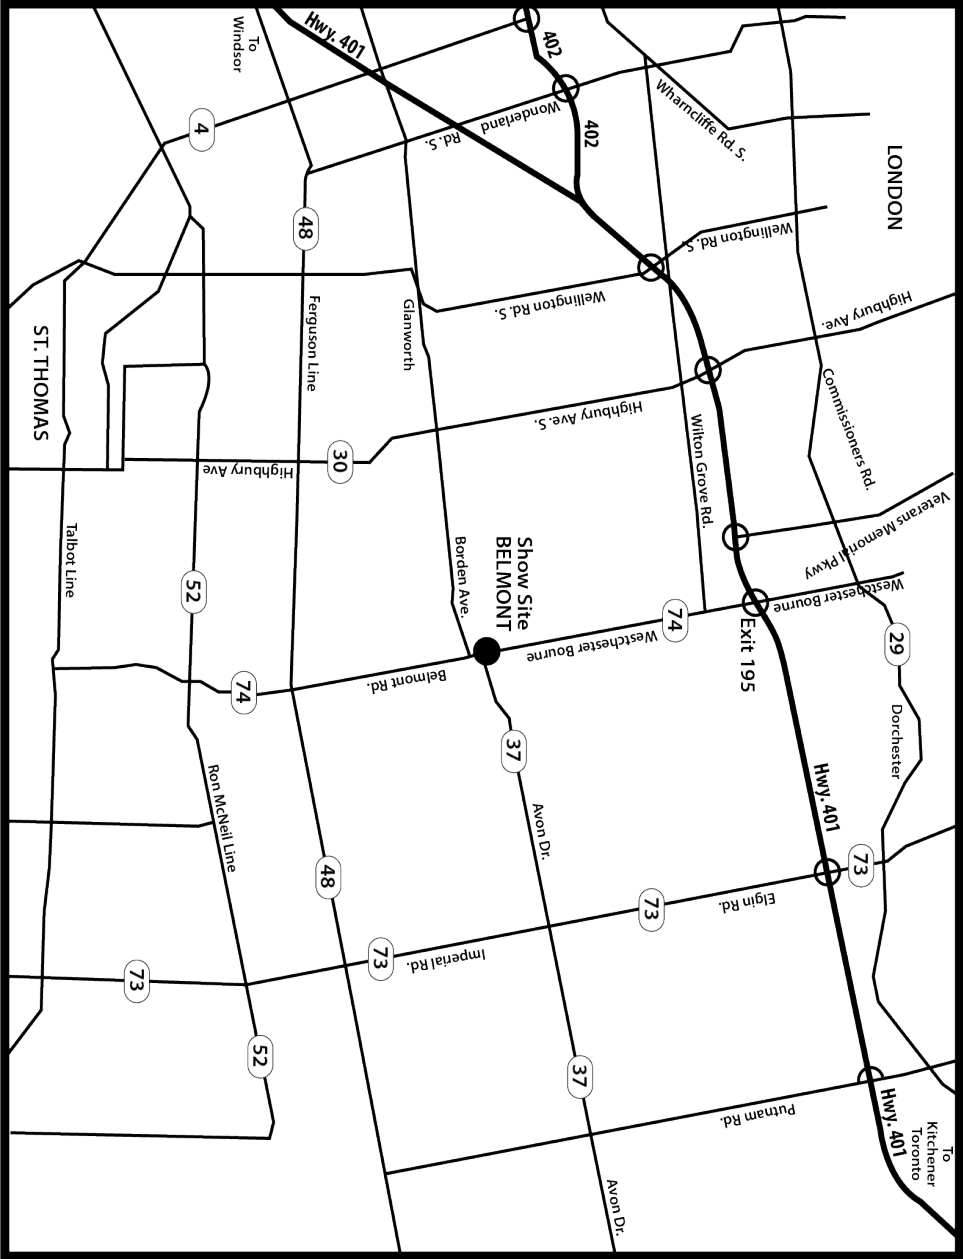 LONDON
To
Kitchener
Toronto
Wharncliffe Rd. S.
Wellington Rd. S.
Highbury Ave.
Commissioners Rd.
Veterans Memorial Pkwy
Westchester Bourne
29
Dorchester
73
402
402
Hwy. 401
Wonderland Rd. S.
Wellington Rd. S.
Wilton Grove Rd.
Exit 195
Hwy. 401
Hwy. 401
74
Westchester Bourne
Elgin Rd.
73
Putnam Rd.
Highbury Ave. S.
Show Site
BELMONT
37
Avon Dr.
37
Avon Dr.
Glanworth
Borden Ave.
Belmont Rd.
Imperial Rd.
73
To
Windsor
4
48
Ferguson Line
30
Highbury Ave
74
48
52
Ron McNeil Line
52
73
ST. THOMAS
Talbot Line